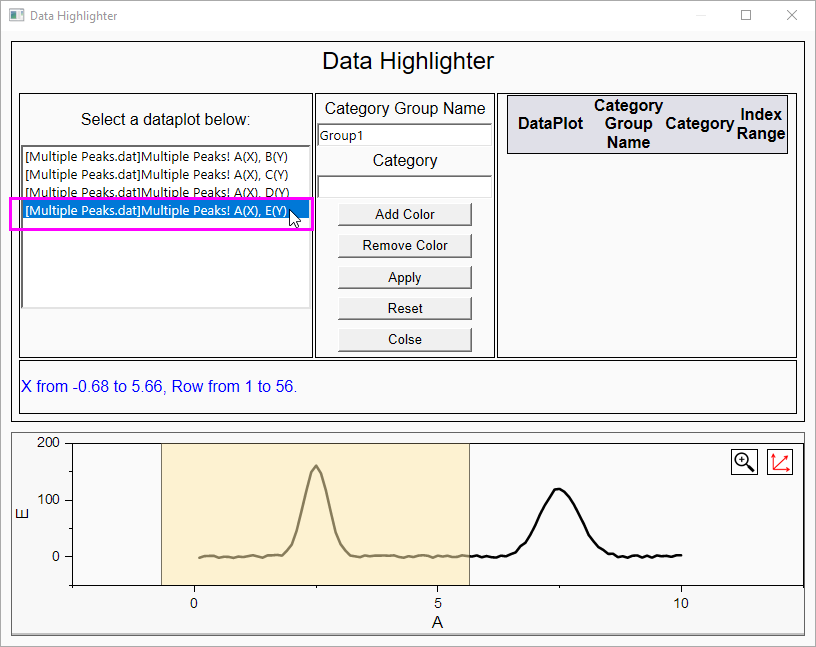 Data Highlighter
Data Highlighter
Select a dataplot below:
[Multiple Peaks.dat]Multiple Peaks! A(X), B(Y)
[Multiple Peaks.dat]Multiple Peaks! A(X), C(Y)
[Multiple Peaks.dat]Multiple Peaks! A(X), D(Y)
[Multiple Peaks.dat]Multiple Peaks! A(X), E(Y)
Category Group Name
Group1
Category
Add Color
Remove Color
Apply
Reset
Colse
DataPlot
Category
Group
Name
Category
Index
Range
X from -0.68 to 5.66, Row from 1 to 56.
200
100
0
E
0
5
10
A